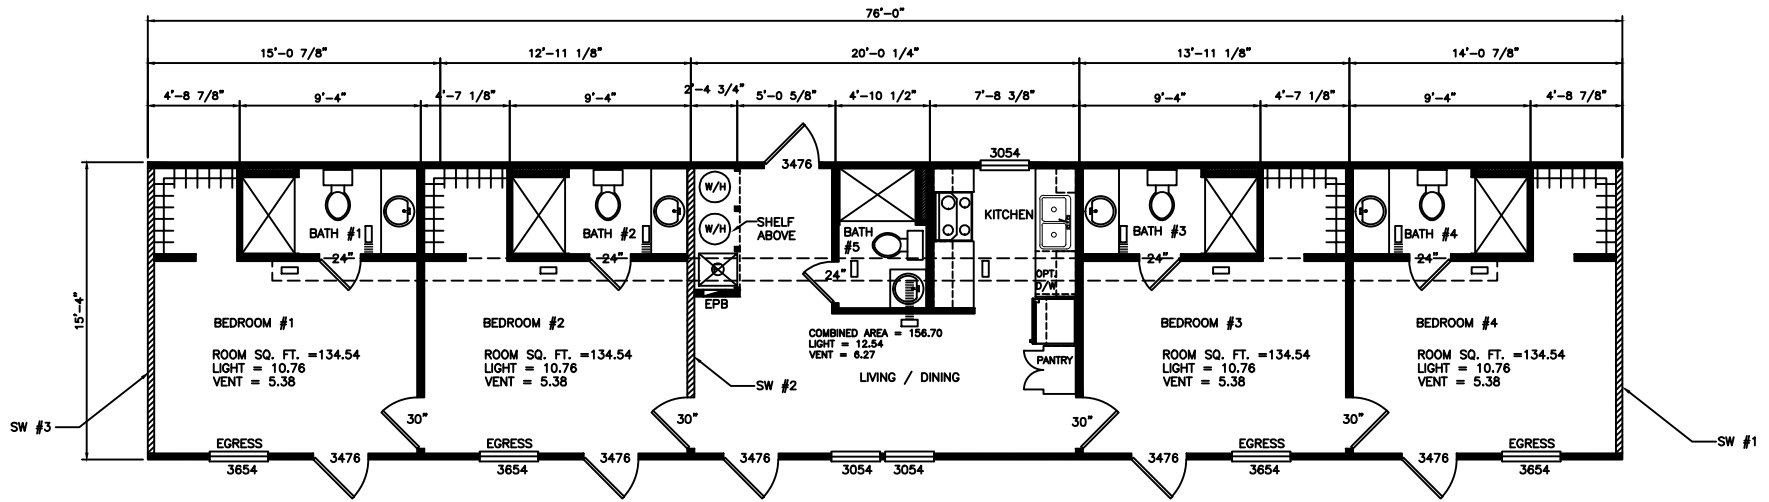 76'-0"
15'-0 7/8"
12'-11 1/8"
20'-0 1/4"
13'-11 1/8"
14'-0 7/8"
4'-8 7/8"
9'-4"
4'-7 1/8"
9'-4"
2'-4 3/4"
5'-0 5/8"
4'-10 1/2"
7'-8 3/8"
9'-4"
4'-7 1/8"
9'-4"
4'-8 7/8"
15'-4"
3476
3054
W/H
W/H
SHELF
ABOVE
KITCHEN
BATH #1
BATH #2
BATH
#5
BATH #3
BATH #4
24"
24"
24"
24"
24"
OPT.
D/W
EPB
BEDROOM #1
ROOM SQ. FT. =134.54
LIGHT = 10.76
VENT = 5.38
BEDROOM #2
ROOM SQ. FT. =134.54
LIGHT = 10.76
VENT = 5.38
COMBINED AREA = 156.70
LIGHT = 12.54
VENT = 6.27
LIVING / DINING
PANTRY
BEDROOM #3
ROOM SQ. FT. =134.54
LIGHT = 10.76
VENT = 5.38
BEDROOM #4
ROOM SQ. FT. =134.54
LIGHT = 10.76
VENT = 5.38
SW #3
SW #2
SW #1
30"
30"
30"
30"
EGRESS
3654
3476
EGRESS
3654
3476
3476
3054
3054
3476
EGRESS
3654
3476
EGRESS
3654